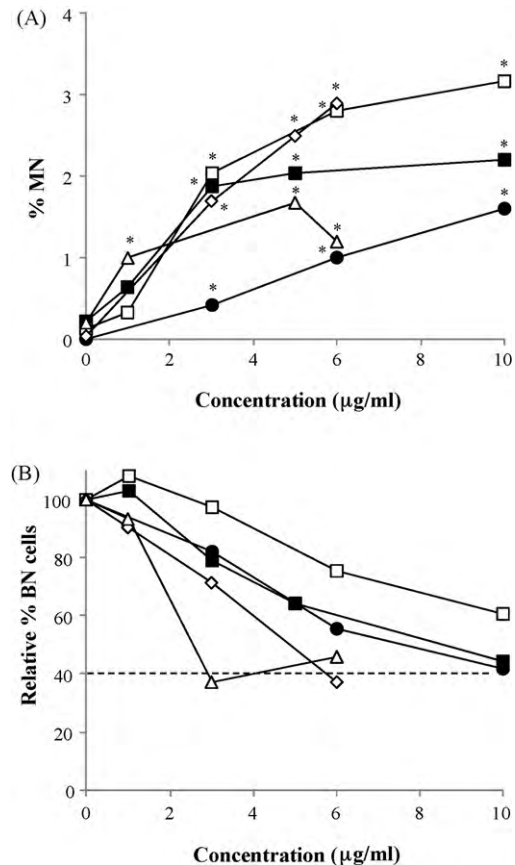 (A)
4
3
2
1
0
% MN
* * * * * * * * * * * * * *
0 2 4 6 8 10
Concentration (µg/ml)
(B)
100
80
60
40
20
0
Relative % BN cells
0 2 4 6 8 10
Concentration (µg/ml)